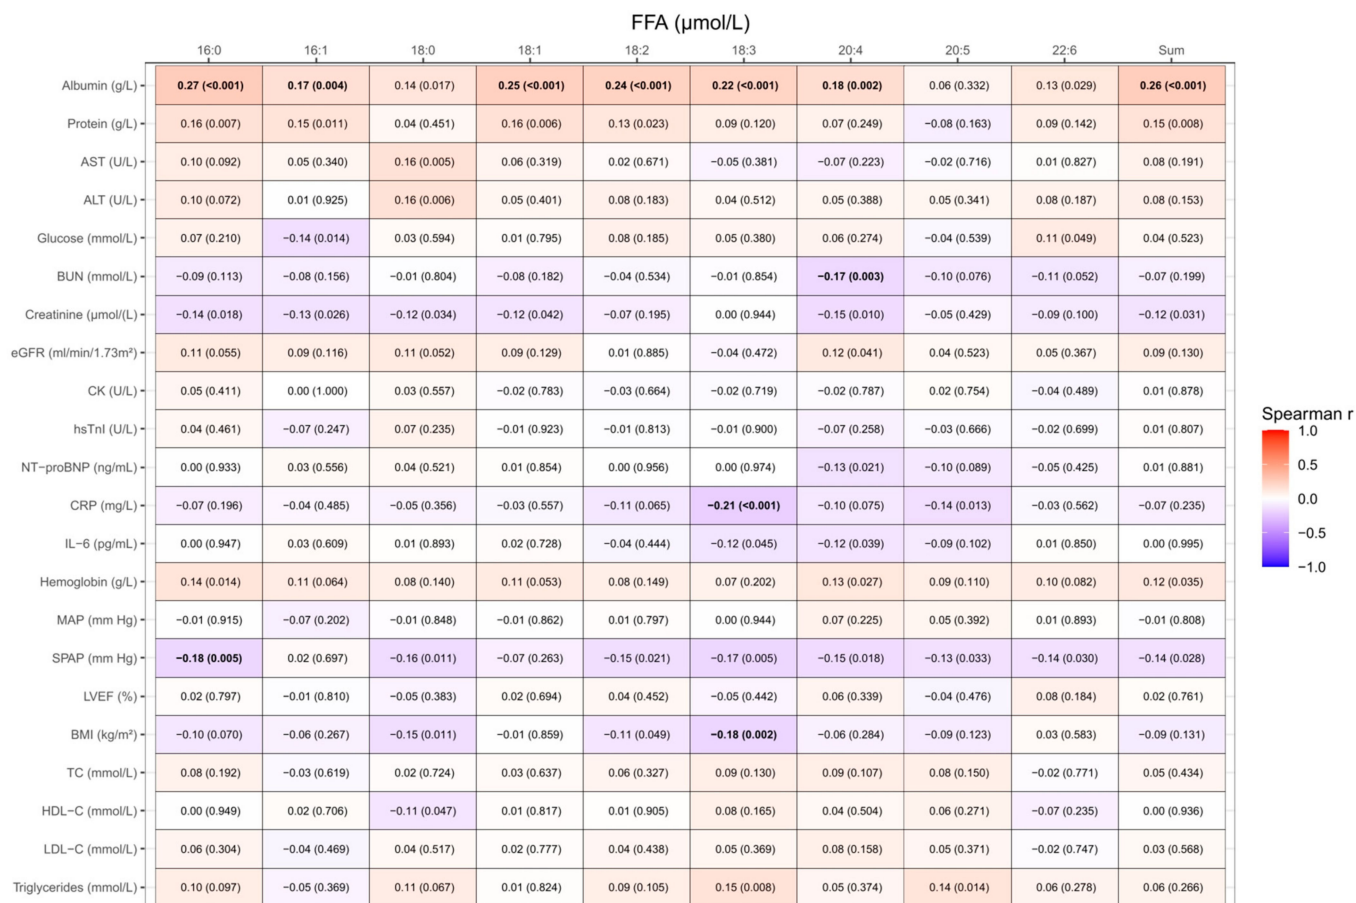 FFA (µmol/L)
16:0 16:1 18:0 18:1 18:2 18:3 20:4 20:5 22:6 Sum
Albumin (g/L) 0.27 (<0.001) 0.17 (0.004) 0.14 (0.017) 0.25 (<0.001) 0.24 (<0.001) 0.22 (<0.001) 0.18 (0.002) 0.06 (0.332) 0.13 (0.029) 0.26 (<0.001)
Protein (g/L) 0.16 (0.007) 0.15 (0.011) 0.04 (0.451) 0.16 (0.006) 0.13 (0.023) 0.09 (0.120) 0.07 (0.249) −0.08 (0.163) 0.09 (0.142) 0.15 (0.008)
AST (U/L) 0.10 (0.092) 0.05 (0.340) 0.16 (0.005) 0.06 (0.319) 0.02 (0.671) −0.05 (0.381) −0.07 (0.223) −0.02 (0.716) 0.01 (0.827) 0.08 (0.191)
ALT (U/L) 0.10 (0.072) 0.01 (0.925) 0.16 (0.006) 0.05 (0.401) 0.08 (0.183) 0.04 (0.512) 0.05 (0.388) 0.05 (0.341) 0.08 (0.187) 0.08 (0.153)
Glucose (mmol/L) 0.07 (0.210) −0.14 (0.014) 0.03 (0.594) 0.01 (0.795) 0.08 (0.185) 0.05 (0.380) 0.06 (0.274) −0.04 (0.539) 0.11 (0.049) 0.04 (0.523)
BUN (mmol/L) −0.09 (0.113) −0.08 (0.156) −0.01 (0.804) −0.08 (0.182) −0.04 (0.534) −0.01 (0.854) −0.17 (0.003) −0.10 (0.076) −0.11 (0.052) −0.07 (0.199)
Creatinine (µmol/(L) −0.14 (0.018) −0.13 (0.026) −0.12 (0.034) −0.12 (0.042) −0.07 (0.195) 0.00 (0.944) −0.15 (0.010) −0.05 (0.429) −0.09 (0.100) −0.12 (0.031)
eGFR (ml/min/1.73m²) 0.11 (0.055) 0.09 (0.116) 0.11 (0.052) 0.09 (0.129) 0.01 (0.885) −0.04 (0.472) 0.12 (0.041) 0.04 (0.523) 0.05 (0.367) 0.09 (0.130)
CK (U/L) 0.05 (0.411) 0.00 (1.000) 0.03 (0.557) −0.02 (0.783) −0.03 (0.664) −0.02 (0.719) −0.02 (0.787) 0.02 (0.754) −0.04 (0.489) 0.01 (0.878)
hsTnI (U/L) 0.04 (0.461) −0.07 (0.247) 0.07 (0.235) −0.01 (0.923) −0.01 (0.813) −0.01 (0.900) −0.07 (0.258) −0.03 (0.666) −0.02 (0.699) 0.01 (0.807)
NT−proBNP (ng/mL) 0.00 (0.933) 0.03 (0.556) 0.04 (0.521) 0.01 (0.854) 0.00 (0.956) 0.00 (0.974) −0.13 (0.021) −0.10 (0.089) −0.05 (0.425) 0.01 (0.881)
CRP (mg/L) −0.07 (0.196) −0.04 (0.485) −0.05 (0.356) −0.03 (0.557) −0.11 (0.065) −0.21 (<0.001) −0.10 (0.075) −0.14 (0.013) −0.03 (0.562) −0.07 (0.235)
IL−6 (pg/mL) 0.00 (0.947) 0.03 (0.609) 0.01 (0.893) 0.02 (0.728) −0.04 (0.444) −0.12 (0.045) −0.12 (0.039) −0.09 (0.102) 0.01 (0.850) 0.00 (0.995)
Hemoglobin (g/L) 0.14 (0.014) 0.11 (0.064) 0.08 (0.140) 0.11 (0.053) 0.08 (0.149) 0.07 (0.202) 0.13 (0.027) 0.09 (0.110) 0.10 (0.082) 0.12 (0.035)
MAP (mm Hg) −0.01 (0.915) −0.07 (0.202) −0.01 (0.848) −0.01 (0.862) 0.01 (0.797) 0.00 (0.944) 0.07 (0.225) 0.05 (0.392) 0.01 (0.893) −0.01 (0.808)
SPAP (mm Hg) −0.18 (0.005) 0.02 (0.697) −0.16 (0.011) −0.07 (0.263) −0.15 (0.021) −0.17 (0.005) −0.15 (0.018) −0.13 (0.033) −0.14 (0.030) −0.14 (0.028)
LVEF (%) 0.02 (0.797) −0.01 (0.810) −0.05 (0.383) 0.02 (0.694) 0.04 (0.452) −0.05 (0.442) 0.06 (0.339) −0.04 (0.476) 0.08 (0.184) 0.02 (0.761)
BMI (kg/m²) −0.10 (0.070) −0.06 (0.267) −0.15 (0.011) −0.01 (0.859) −0.11 (0.049) −0.18 (0.002) −0.06 (0.284) −0.09 (0.123) 0.03 (0.583) −0.09 (0.131)
TC (mmol/L) 0.08 (0.192) −0.03 (0.619) 0.02 (0.724) 0.03 (0.637) 0.06 (0.327) 0.09 (0.130) 0.09 (0.107) 0.08 (0.150) −0.02 (0.771) 0.05 (0.434)
HDL−C (mmol/L) 0.00 (0.949) 0.02 (0.706) −0.11 (0.047) 0.01 (0.817) 0.01 (0.905) 0.08 (0.165) 0.04 (0.504) 0.06 (0.271) −0.07 (0.235) 0.00 (0.936)
LDL−C (mmol/L) 0.06 (0.304) −0.04 (0.469) 0.04 (0.517) 0.02 (0.777) 0.04 (0.438) 0.05 (0.369) 0.08 (0.158) 0.05 (0.371) −0.02 (0.747) 0.03 (0.568)
Triglycerides (mmol/L) 0.10 (0.097) −0.05 (0.369) 0.11 (0.067) 0.01 (0.824) 0.09 (0.105) 0.15 (0.008) 0.05 (0.374) 0.14 (0.014) 0.06 (0.278) 0.06 (0.266)
Spearman r
1.0
0.5
0.0
−0.5
−1.0